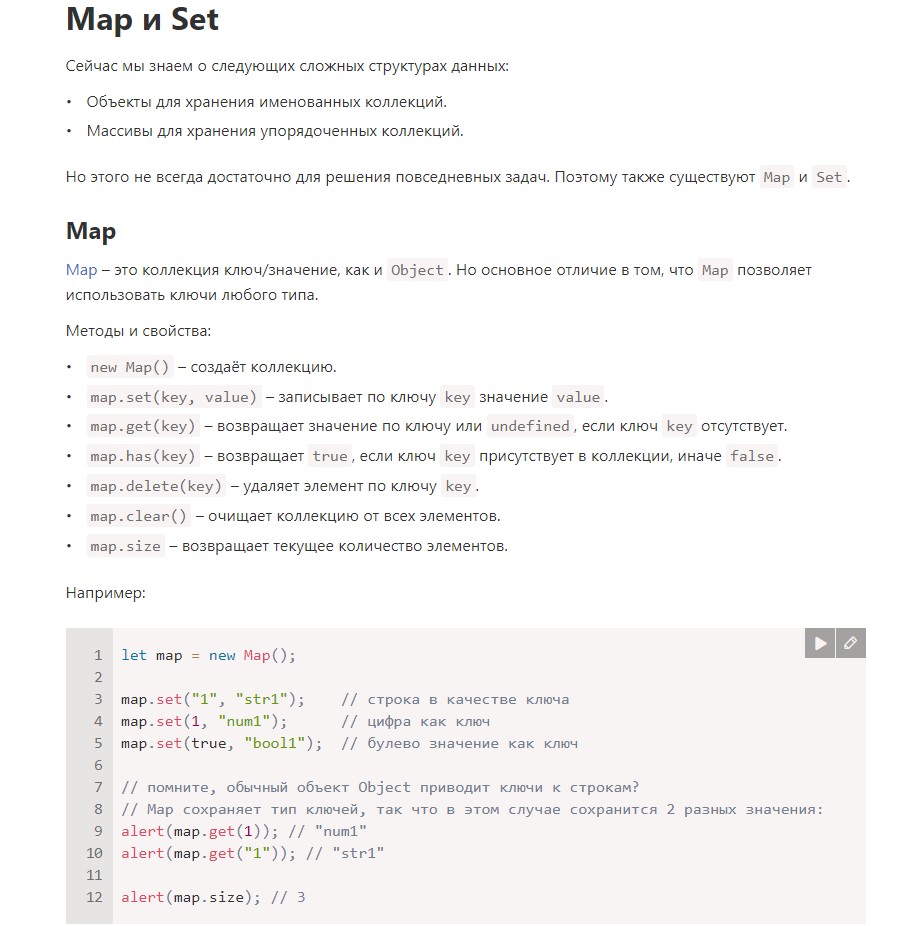 Map и Set
Сейчас мы знаем о следующих сложных структурах данных:
• Объекты для хранения именованных коллекций.
• Массивы для хранения упорядоченных коллекций.
Но этого не всегда достаточно для решения повседневных задач. Поэтому также существуют Map и Set.
Map
Map – это коллекция ключ/значение, как и Object. Но основное отличие в том, что Map позволяет
использовать ключи любого типа.
Методы и свойства:
• new Map() – создаёт коллекцию.
• map.set(key, value) – записывает по ключу key значение value.
• map.get(key) – возвращает значение по ключу или undefined, если ключ key отсутствует.
• map.has(key) – возвращает true, если ключ key присутствует в коллекции, иначе false.
• map.delete(key) – удаляет элемент по ключу key.
• map.clear() – очищает коллекцию от всех элементов.
• map.size – возвращает текущее количество элементов.
Например:
1 let map = new Map();
2
3 map.set("1", "str1");    // строка в качестве ключа
4 map.set(1, "num1");      // цифра как ключ
5 map.set(true, "bool1");  // булево значение как ключ
6
7 // помните, обычный объект Object приводит ключи к строкам?
8 // Map сохраняет тип ключей, так что в этом случае сохранится 2 разных значения:
9 alert(map.get(1)); // "num1"
10 alert(map.get("1")); // "str1"
11
12 alert(map.size); // 3